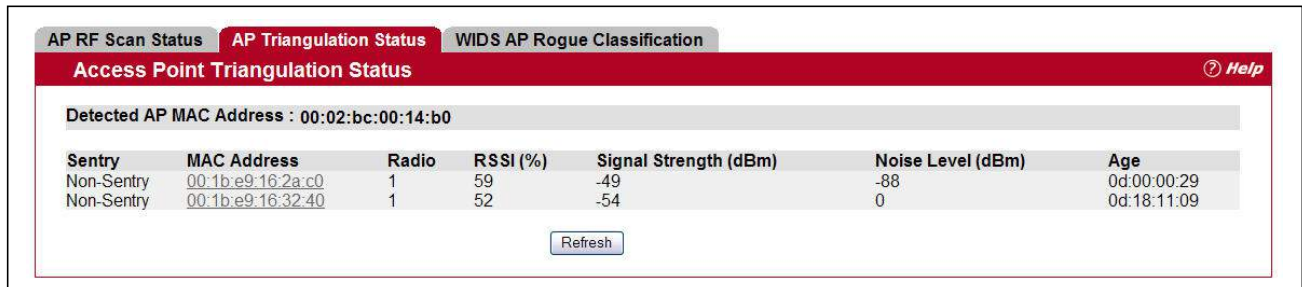 AP RF Scan Status AP Triangulation Status WIDS AP Rogue Classification
Access Point Triangulation Status ? Help
Detected AP MAC Address : 00:02:bc:00:14:b0
Sentry MAC Address Radio RSSI (%) Signal Strength (dBm) Noise Level (dBm) Age
Non-Sentry 00:1b:e9:16:2a:c0 1 59 -49 -88 0d:00:00:29
Non-Sentry 00:1b:e9:16:32:40 1 52 -54 0 0d:18:11:09
Refresh